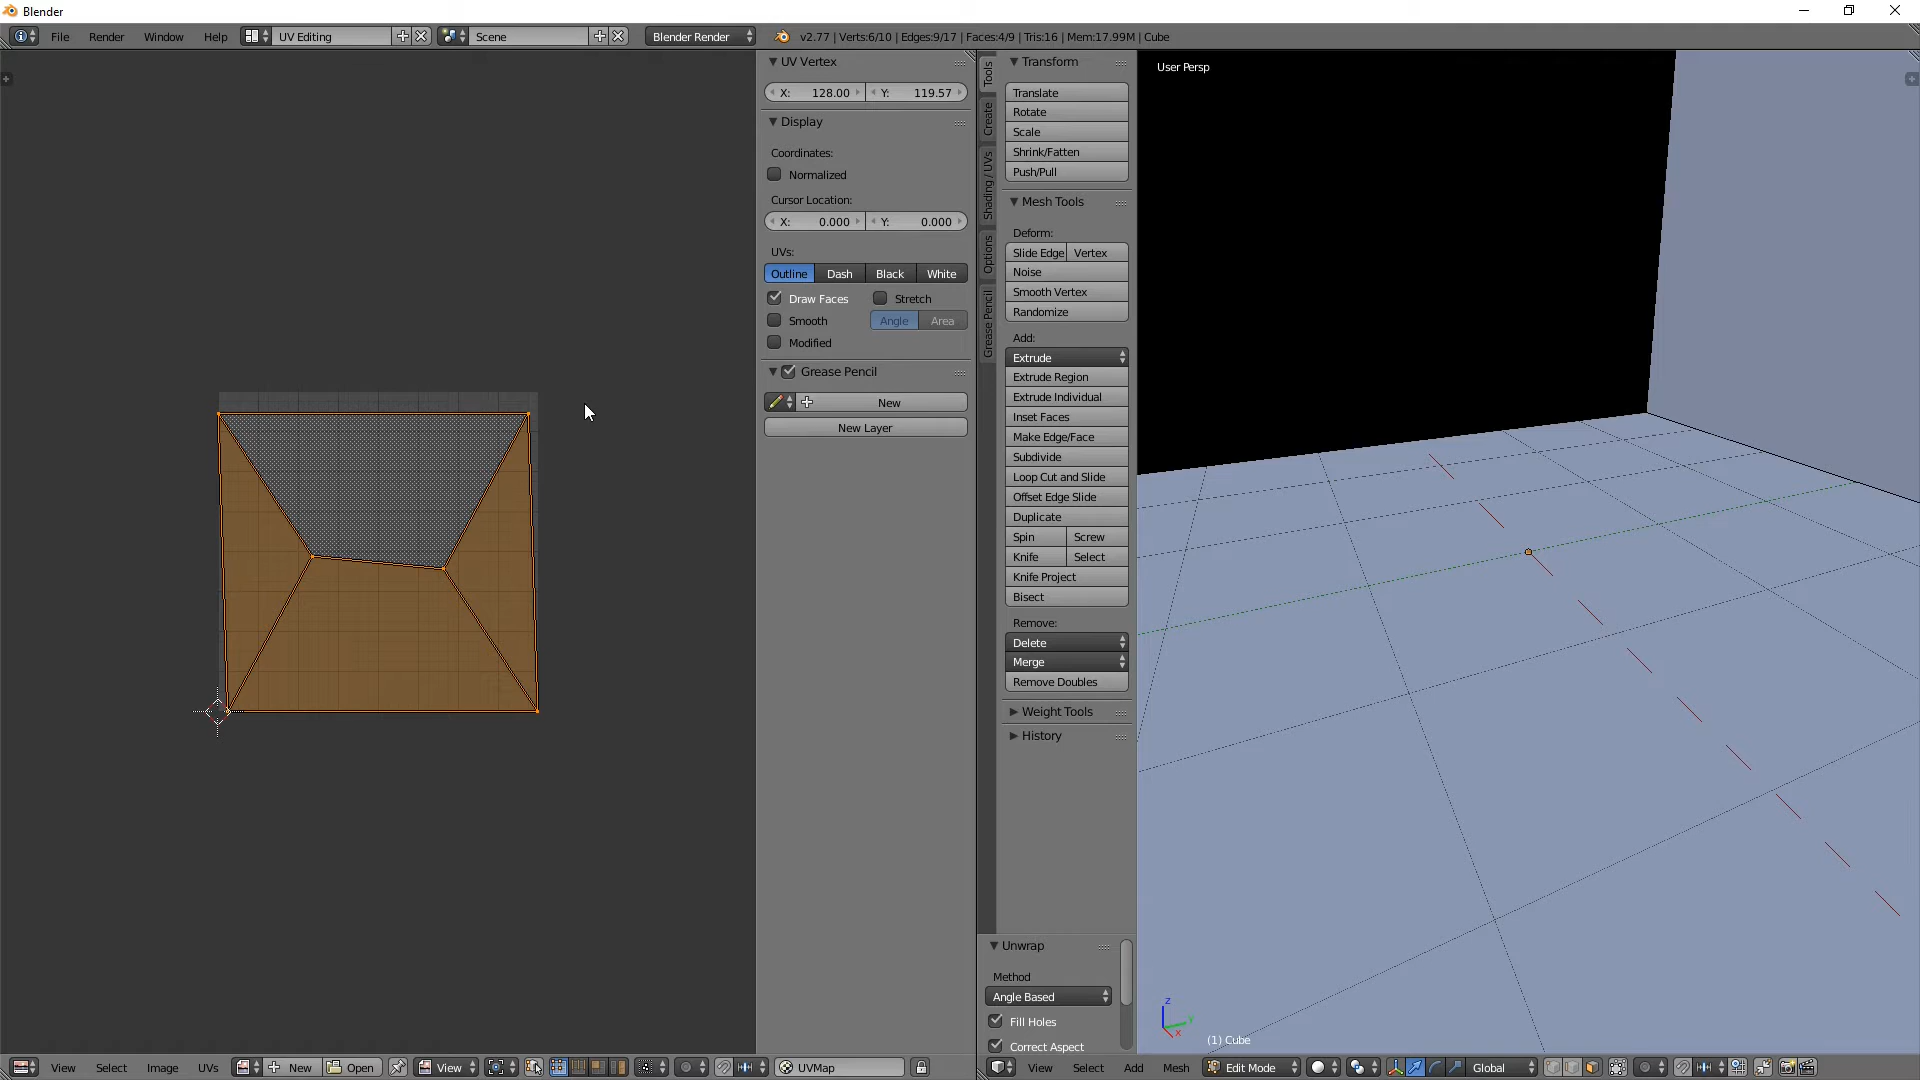 Blender
File Render Window Help UV Editing Scene Blender Render v2.77 | Verts:6/10 | Edges:9/17 | Faces:4/9 | Tris:16 | Mem:17.99M | Cube
UV Vertex
X: 128.00 Y: 119.57
Display
Coordinates:
Normalized
Cursor Location:
X: 0.000 Y: 0.000
UVs:
Outline Dash Black White
Draw Faces Stretch
Smooth Angle Area
Modified
Grease Pencil
New
New Layer
Tools
Create
Shading / UVs
Options
Grease Pencil
Transform
Translate
Rotate
Scale
Shrink/Fatten
Push/Pull
Mesh Tools
Deform:
Slide Edge Vertex
Noise
Smooth Vertex
Randomize
Add:
Extrude
Extrude Region
Extrude Individual
Inset Faces
Make Edge/Face
Subdivide
Loop Cut and Slide
Offset Edge Slide
Duplicate
Spin Screw
Knife Select
Knife Project
Bisect
Remove:
Delete
Merge
Remove Doubles
Weight Tools
History
Unwrap
Method
Angle Based
Fill Holes
Correct Aspect
User Persp
z
Y
X
(1) Cube
View Select Image UVs New Open View UVMap
View Select Add Mesh Edit Mode Global